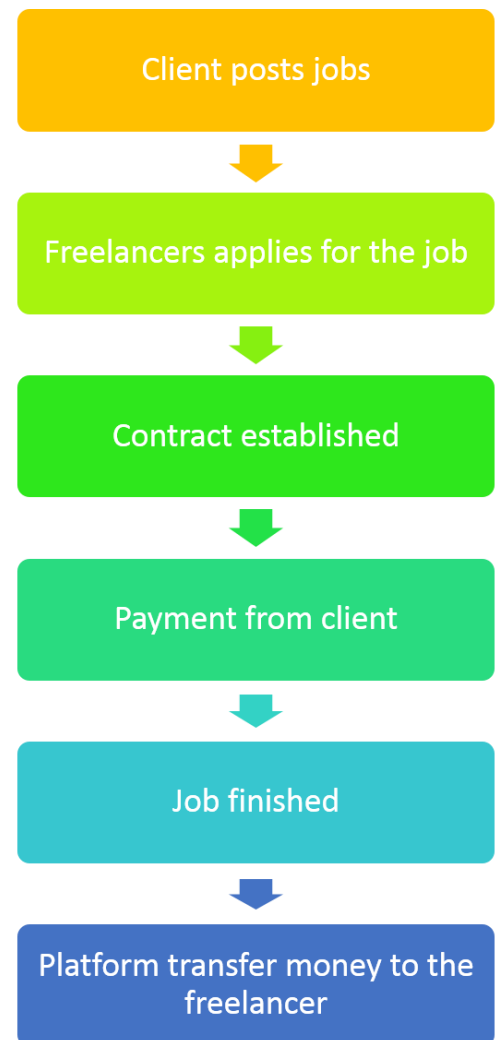 Client posts jobs
Freelancers applies for the job
Contract established
Payment from client
Job finished
Platform transfer money to the
freelancer